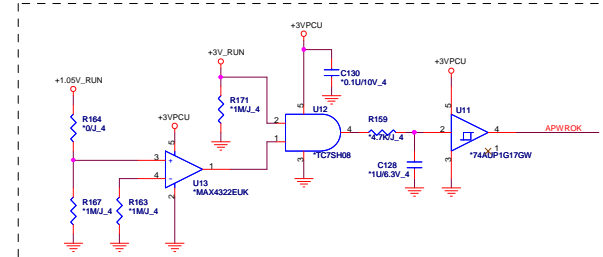 +3VPCU
+3V_RUN
C130
*0.1U/10V_4
+3VPCU
+1.05V_RUN
R171
*1M/J_4
5
U12
2
1
4
3
*TC7SH08
R159
*4.7K/J_4
5
U11
2
4
APWROK
3
1
*74AUP1G17GW
C128
*1U/6.3V_4
R164
*0/J_4
+3VPCU
5
3
+
4
-
1
2
U13
*MAX4322EUK
R167
*1M/J_4
R163
*1M/J_4